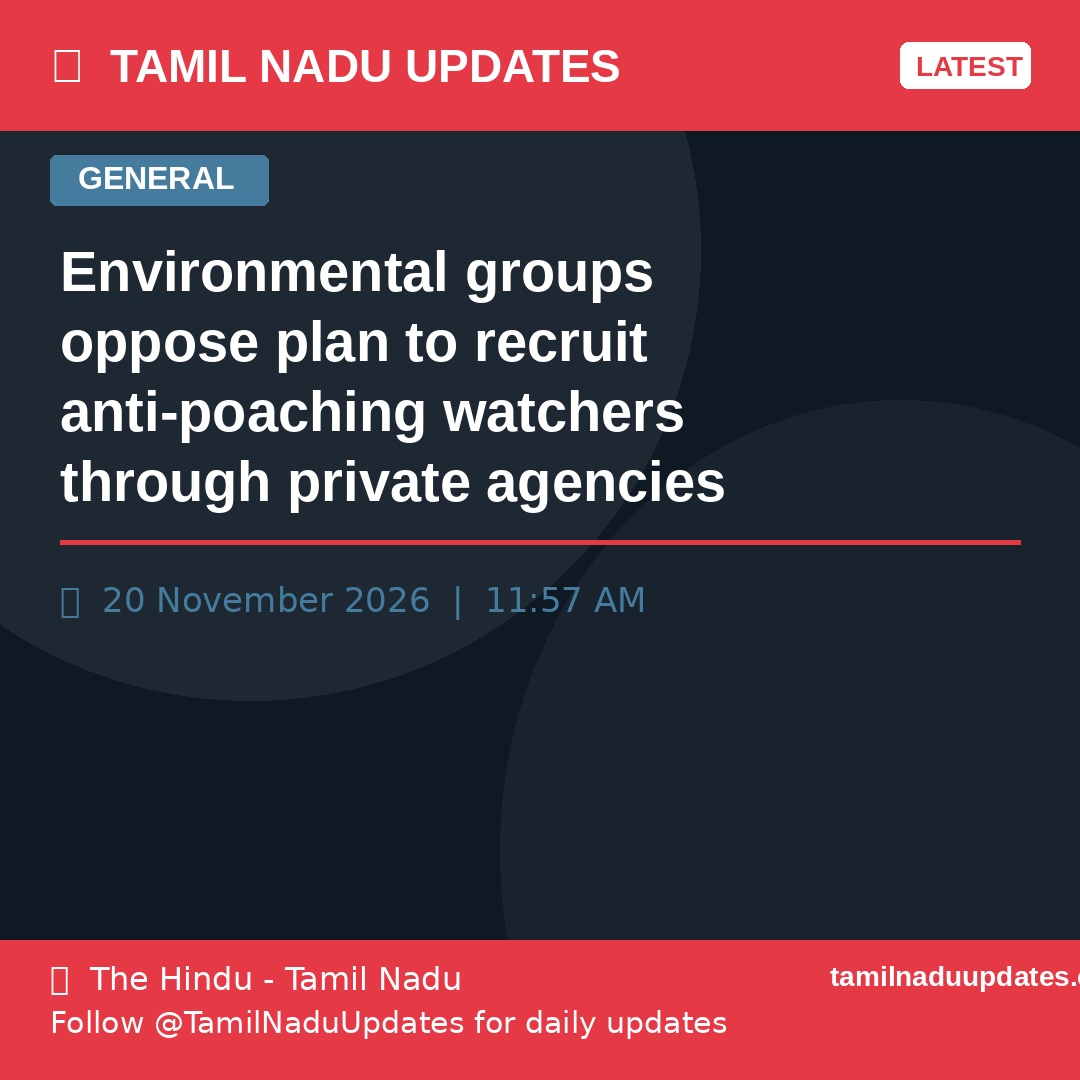 TAMIL NADU UPDATES
LATEST
GENERAL
Environmental groups
oppose plan to recruit
anti-poaching watchers
through private agencies
20 November 2026 | 11:57 AM
The Hindu - Tamil Nadu
tamilnaduupdates.
Follow @TamilNaduUpdates for daily updates